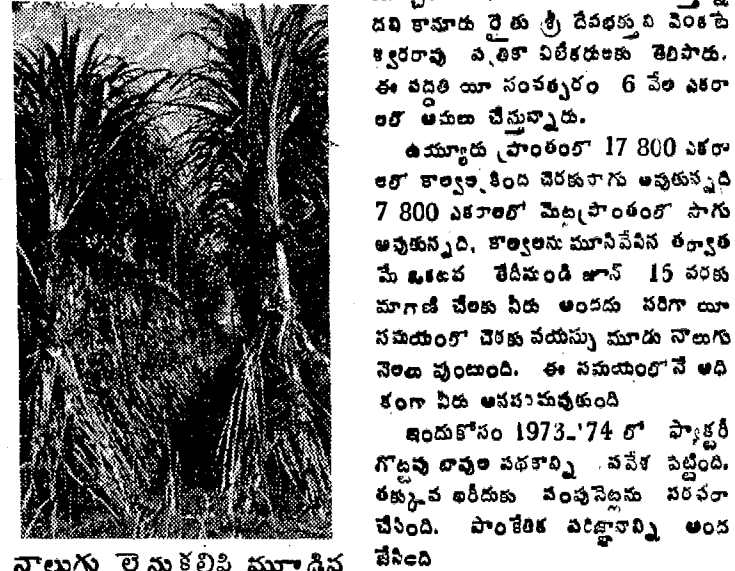 నాలుగు లైనుకలిపి మూడిన
దవి కానూరు రైతు శ్రీ దేవభక్తుని వెంకటే
శ్వరరావు పత్రికా విలేకరులకు తెలిపాడు.
ఈ పద్ధతి యీ సంవత్సరం 6 వేల ఎకరా
లలో అమలు చేస్తున్నారు.
ఉయ్యూరు ప్రాంతంలో 17 800 ఎకరా
లలో కాల్వల కింద చెరకుసాగు అవుతున్నది
7 800 ఎకరాలలో మెట్టప్రాంతంలో సాగు
అవుతున్నది, కాల్వలను మూసివేసిన తర్వాత
మే ఒకటవ తేదీనుండి జూన్ 15 వరకు
మాగాణి చేలకు నీరు అందదు సరిగా యీ
సమయంలో చెరకు వయస్సు మూడు నాలుగు
నెలలు వుంటుంది. ఈ సమయంలోనే అధి
కంగా నీరు అవసరమవుతుంది
ఇందుకోసం 1973-'74 లో ఫ్యాక్టరీ
గొట్టపు బావుల పథకాన్ని ప్రవేశ పెట్టింది.
తక్కువ ఖరీదుకు పంపుసెట్లను సరఫరా
చేసింది. సాంకేతిక పరిజ్ఞానాన్ని అంద
జేసింది